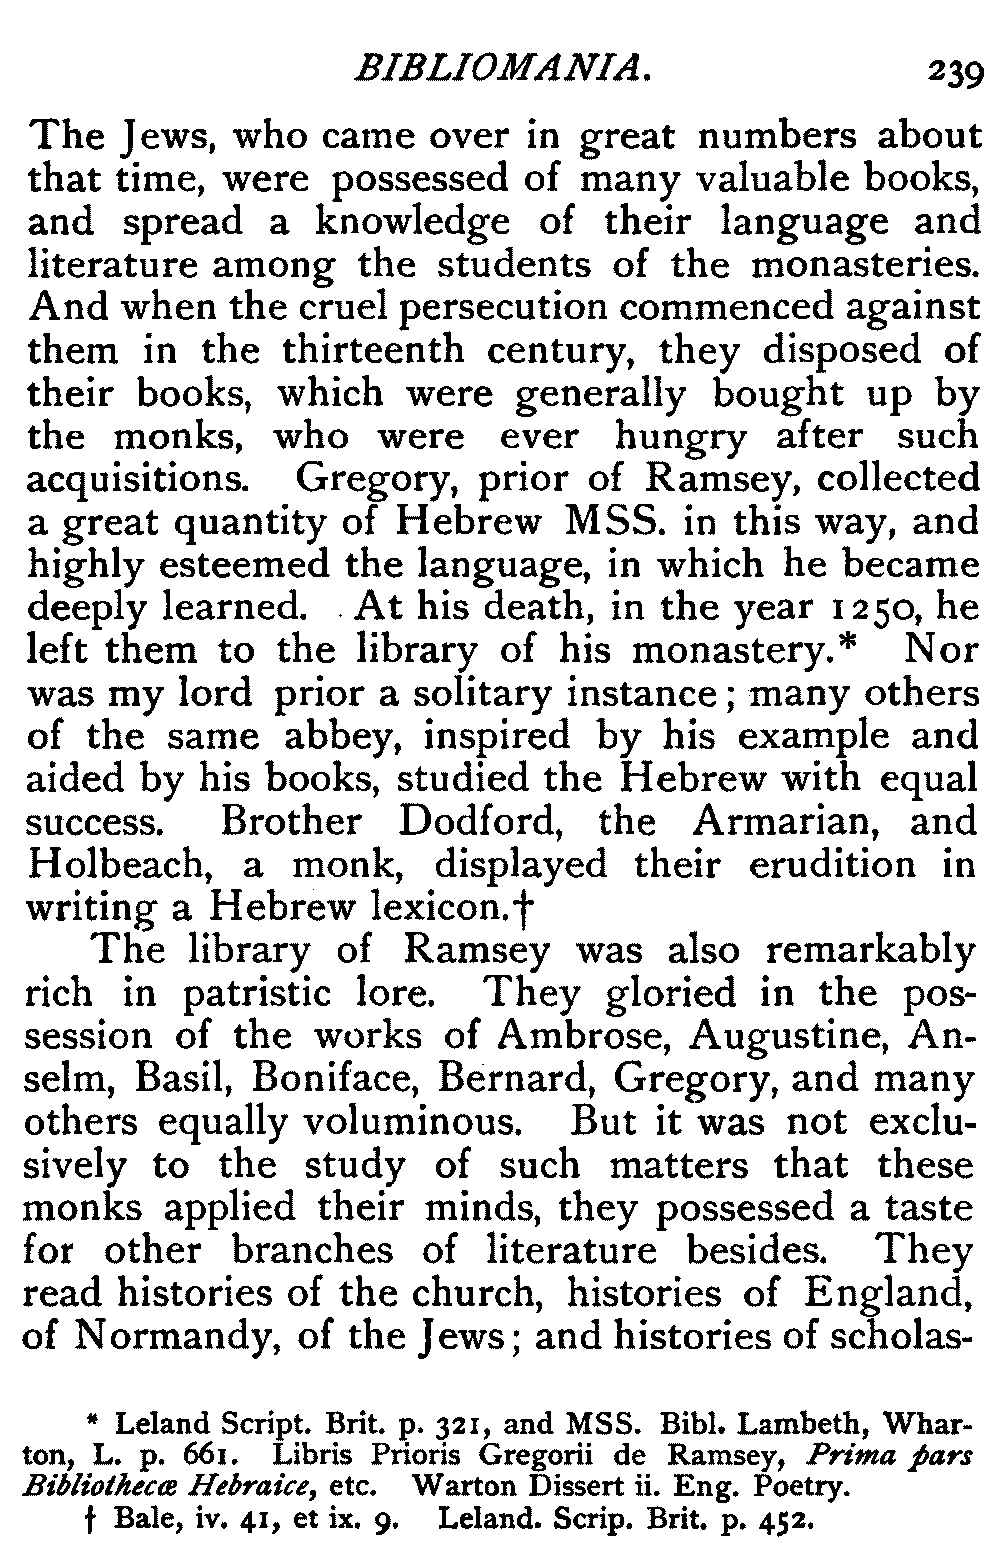 BIBLIOMANIA. 239
The Jews, who came over in great numbers about
that time, were possessed of many valuable books,
and spread a knowledge of their language and
literature among the students of the monasteries.
And when the cruel persecution commenced against
them in the thirteenth century, they disposed of
their books, which were generally bought up by
the monks, who were ever hungry after such
acquisitions. Gregory, prior of Ramsey, collected
a great quantity of Hebrew MSS. in this way, and
highly esteemed the language, in which he became
deeply learned. At his death, in the year 1250, he
left them to the library of his monastery.* Nor
was my lord prior a solitary instance; many others
of the same abbey, inspired by his example and
aided by his books, studied the Hebrew with equal
success. Brother Dodford, the Armarian, and
Holbeach, a monk, displayed their erudition in
writing a Hebrew lexicon.†
The library of Ramsey was also remarkably
rich in patristic lore. They gloried in the pos-
session of the works of Ambrose, Augustine, An-
selm, Basil, Boniface, Bernard, Gregory, and many
others equally voluminous. But it was not exclu-
sively to the study of such matters that these
monks applied their minds, they possessed a taste
for other branches of literature besides. They
read histories of the church, histories of England,
of Normandy, of the Jews; and histories of scholas-
* Leland Script. Brit. p. 321, and MSS. Bibl. Lambeth, Whar-
ton, L. p. 661. Libris Prioris Gregorii de Ramsey, Prima pars
Bibliothecœ Hebraice, etc. Warton Dissert ii. Eng. Poetry.
† Bale, iv. 41, et ix. 9. Leland. Scrip. Brit. p. 452.